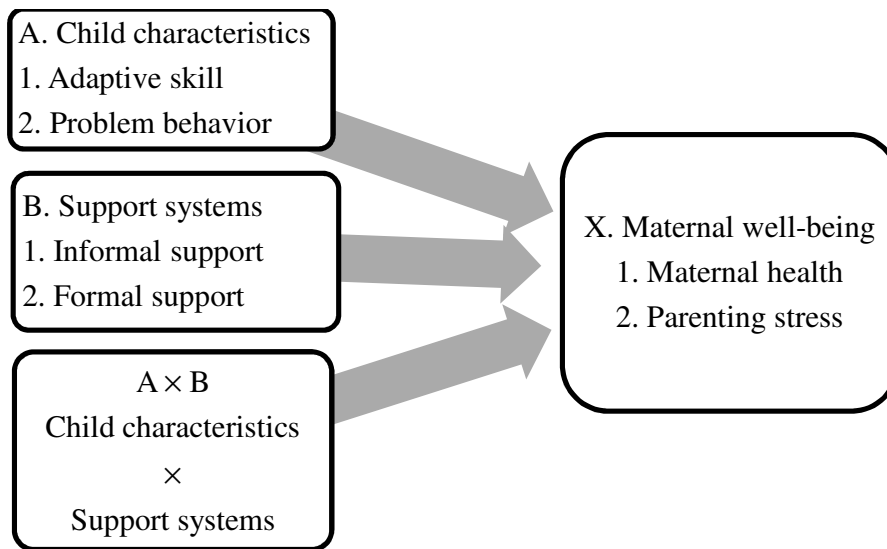 A. Child characteristics
1. Adaptive skill
2. Problem behavior
B. Support systems
1. Informal support
2. Formal support
A × B
Child characteristics
×
Support systems
X. Maternal well-being
1. Maternal health
2. Parenting stress